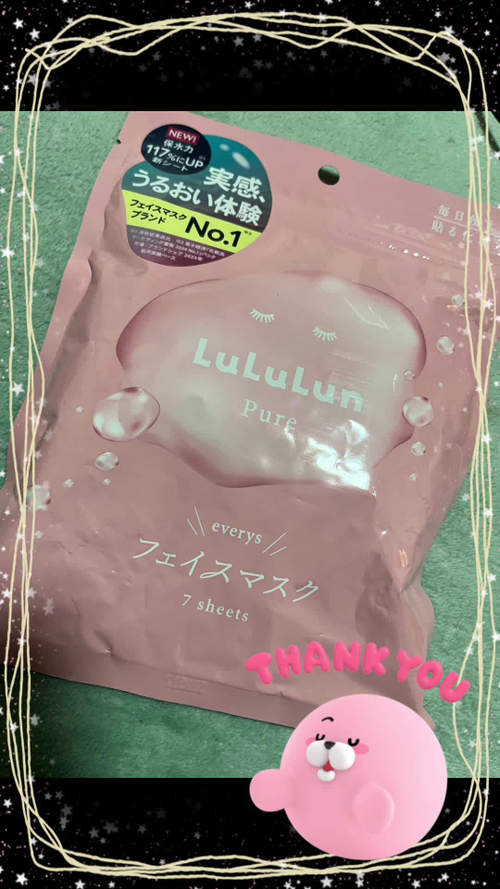 NEW!
保水力
117%にUP
新シート
実感、
うるおい体験
フェイスマスク
ブランド
No.1
毎日
貼る
LuLuLun
Pure
everys
フェイスマスク
7 sheets
THANK YOU